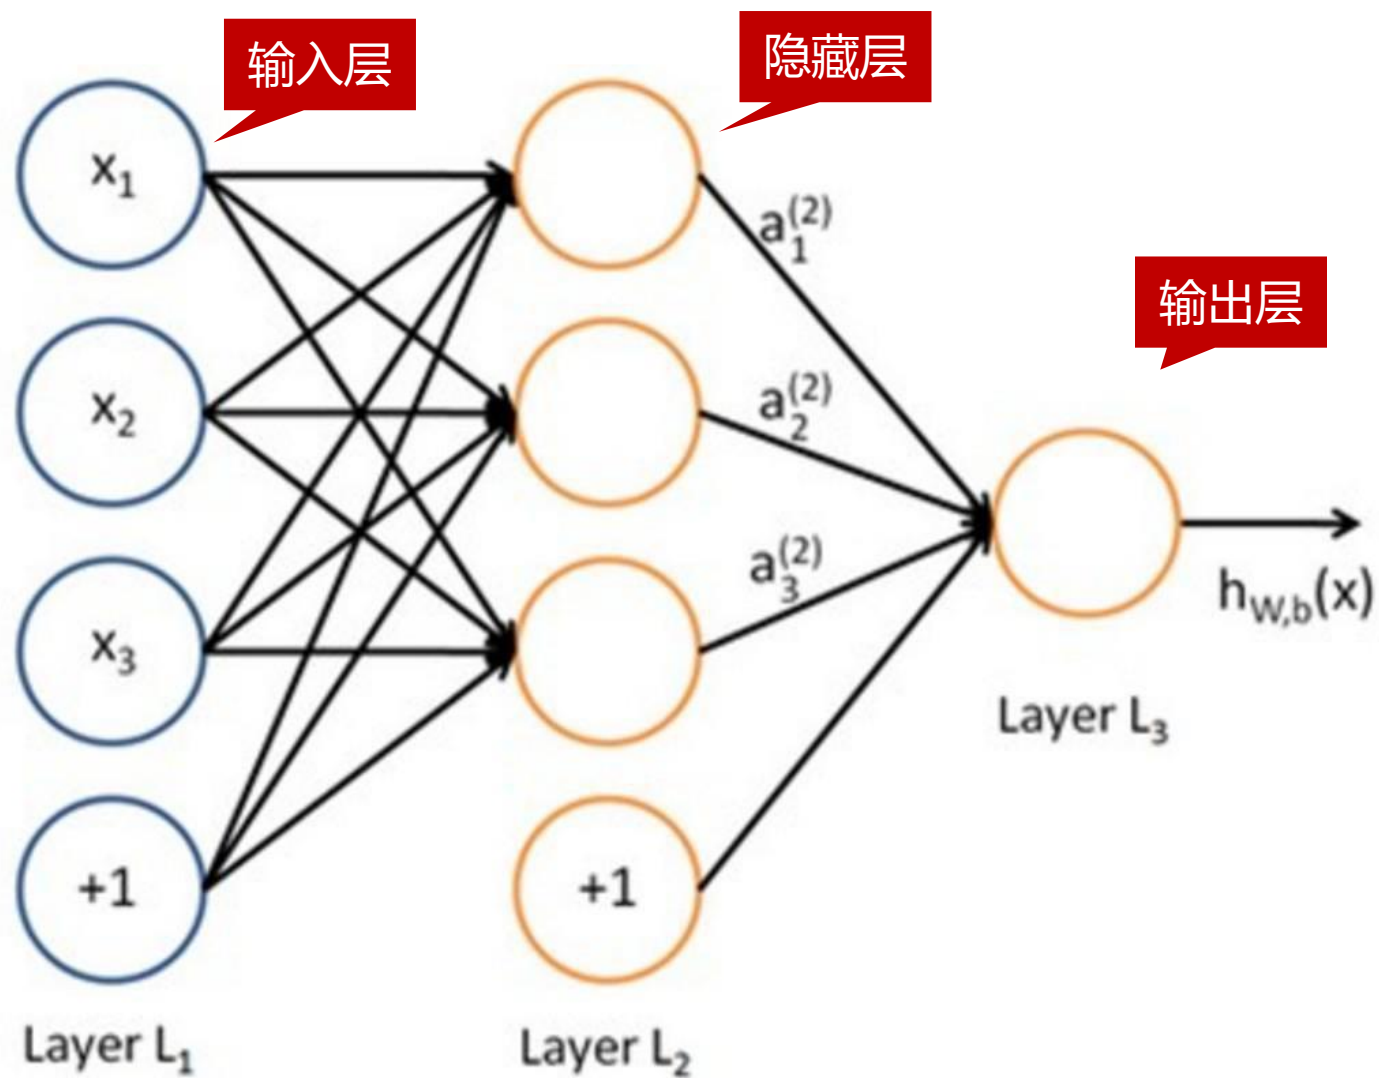 输入层
隐藏层
输出层
x₁
x₂
x₃
+1
Layer L₁
+1
Layer L₂
a₁⁽²⁾
a₂⁽²⁾
a₃⁽²⁾
h_W,b(x)
Layer L₃